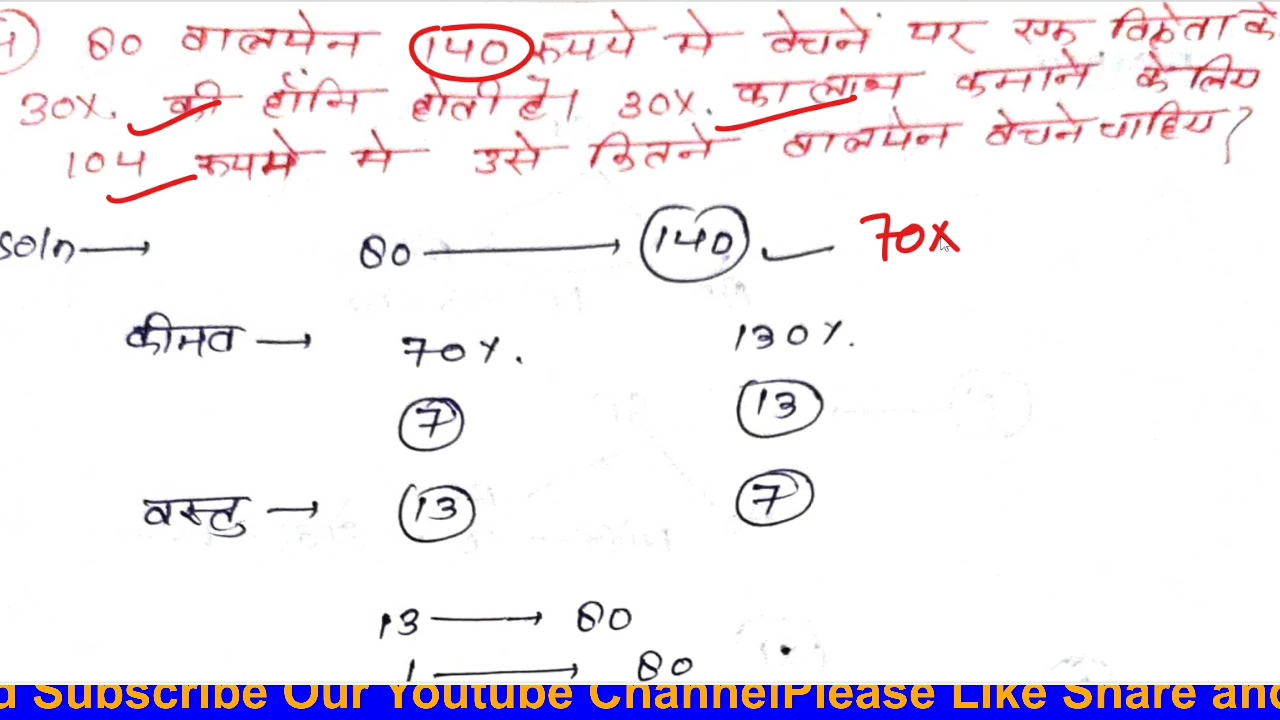 80 बालपेन 140 रूपये मे बेचने पर एक विक्रेता के
30%. की हाँनि होती है। 30%. का लाभ कमाने के लिए
104 रूपये मे उसे कितने बालपेन बेचने चाहिए?
Soln → 80 → 140 70%
कीमत → 70%. 130%.
7 13
वस्तु → 13 7
13 → 80
1 → 80
d Subscribe Our Youtube ChannelPlease Like Share and